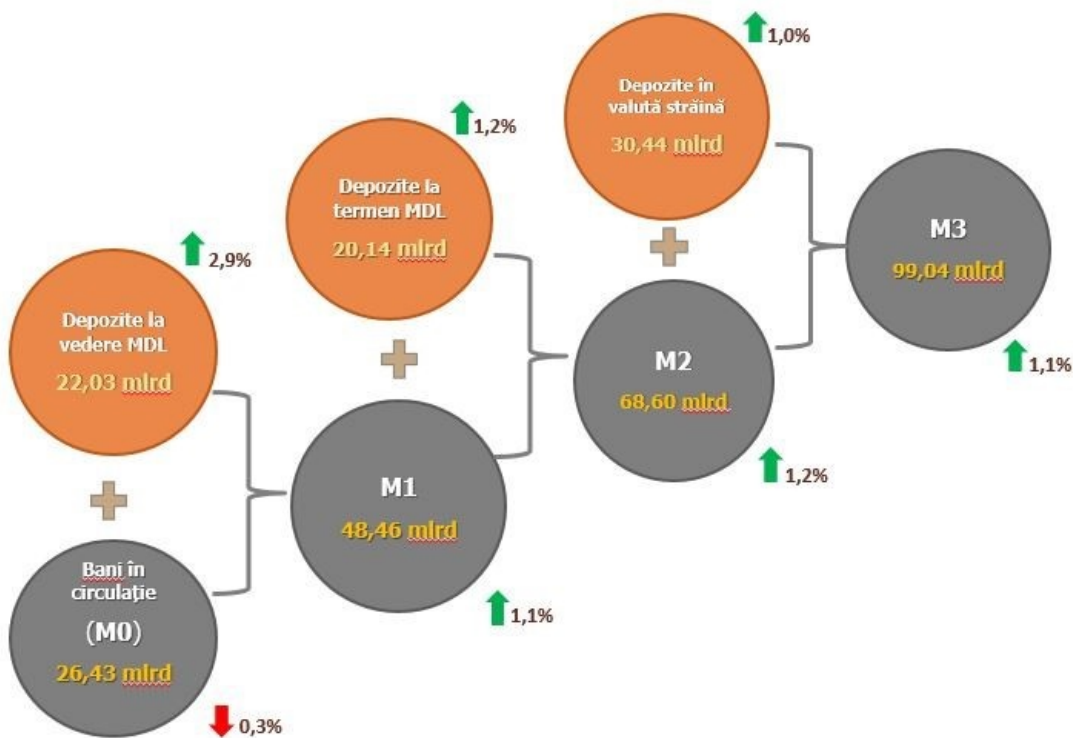 Depozite la
vedere MDL
22,03 mlrd
2,9%
Bani în
circulație
(M0)
26,43 mlrd
0,3%
Depozite la
termen MDL
20,14 mlrd
1,2%
M1
48,46 mlrd
1,1%
Depozite în
valută străină
30,44 mlrd
1,0%
M2
68,60 mlrd
1,2%
M3
99,04 mlrd
1,1%